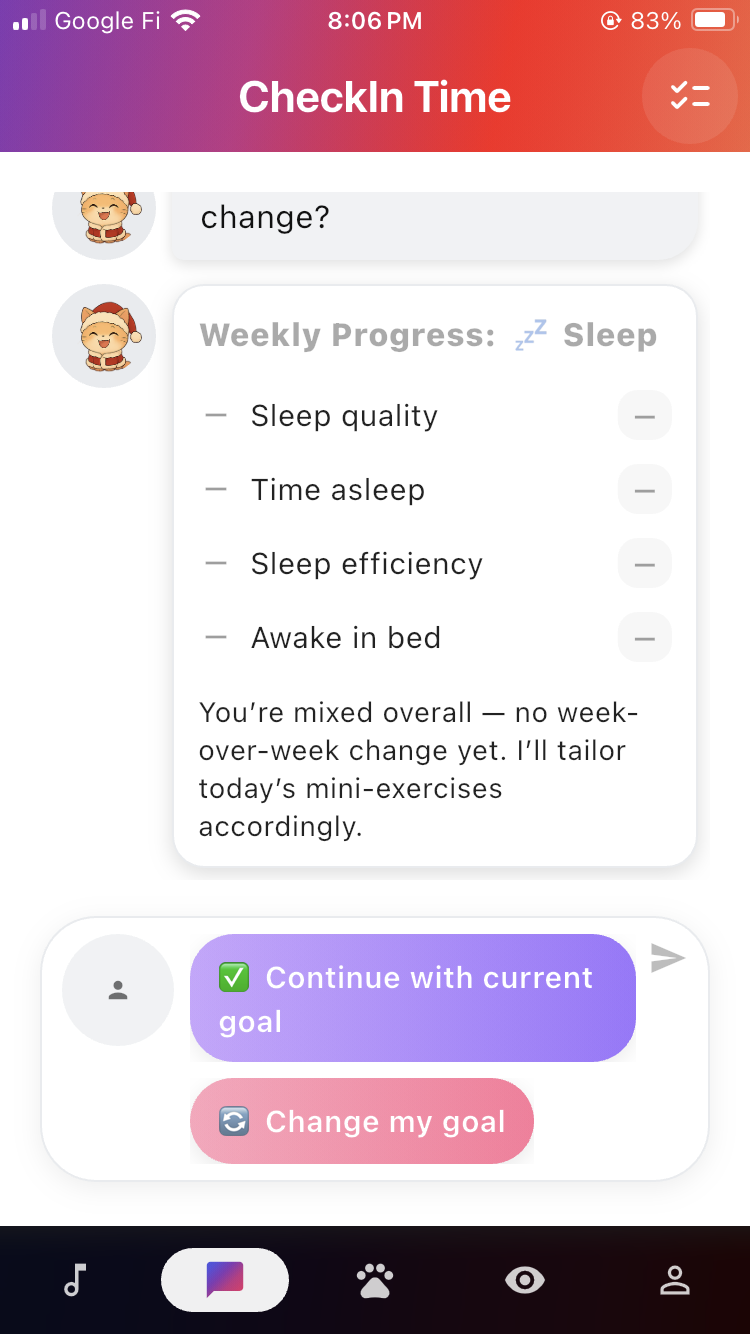 Google Fi 8:06 PM 83%
CheckIn Time
change?
Weekly Progress: 💤 Sleep
— Sleep quality —
— Time asleep —
— Sleep efficiency —
— Awake in bed —
You’re mixed overall — no week-
over-week change yet. I’ll tailor
today’s mini-exercises
accordingly.
✅ Continue with current
goal
🔄 Change my goal